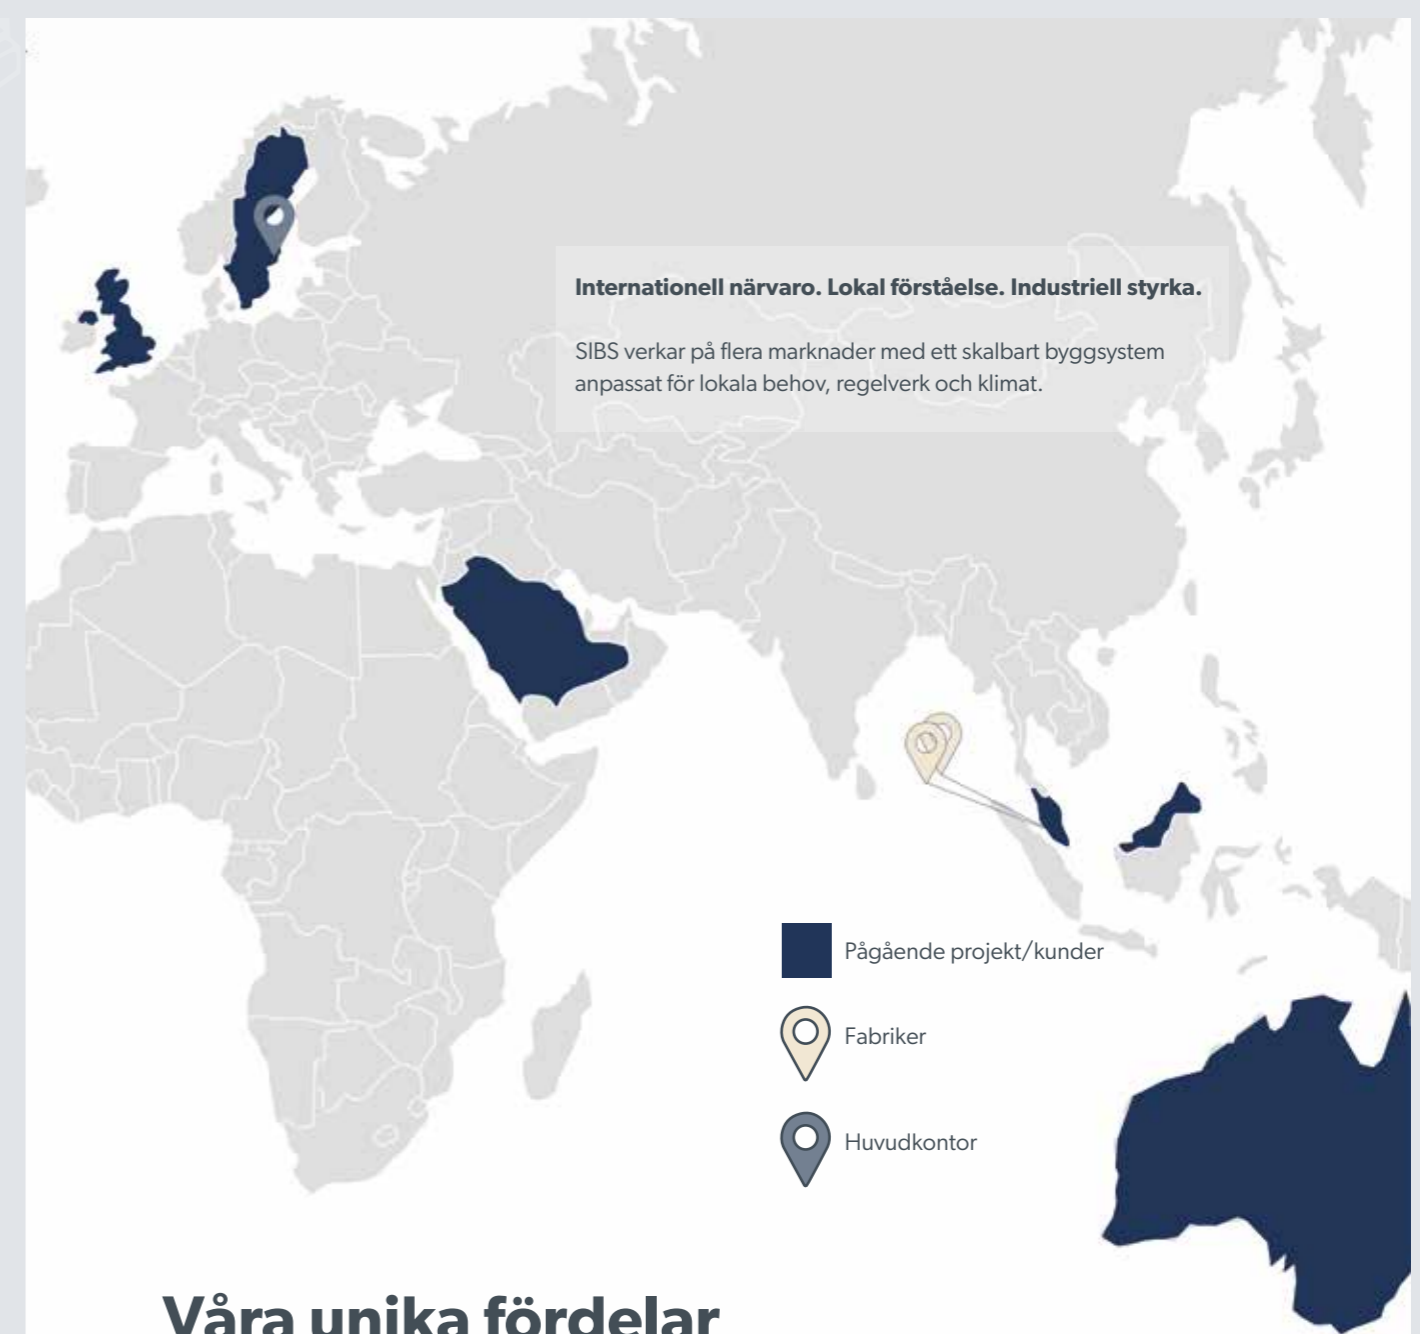 Internationell närvaro. Lokal förståelse. Industriell styrka.
SIBS verkar på flera marknader med ett skalbart byggsystem
anpassat för lokala behov, regelverk och klimat.
Pågående projekt/kunder
Fabriker
Huvudkontor
Våra unika fördelar